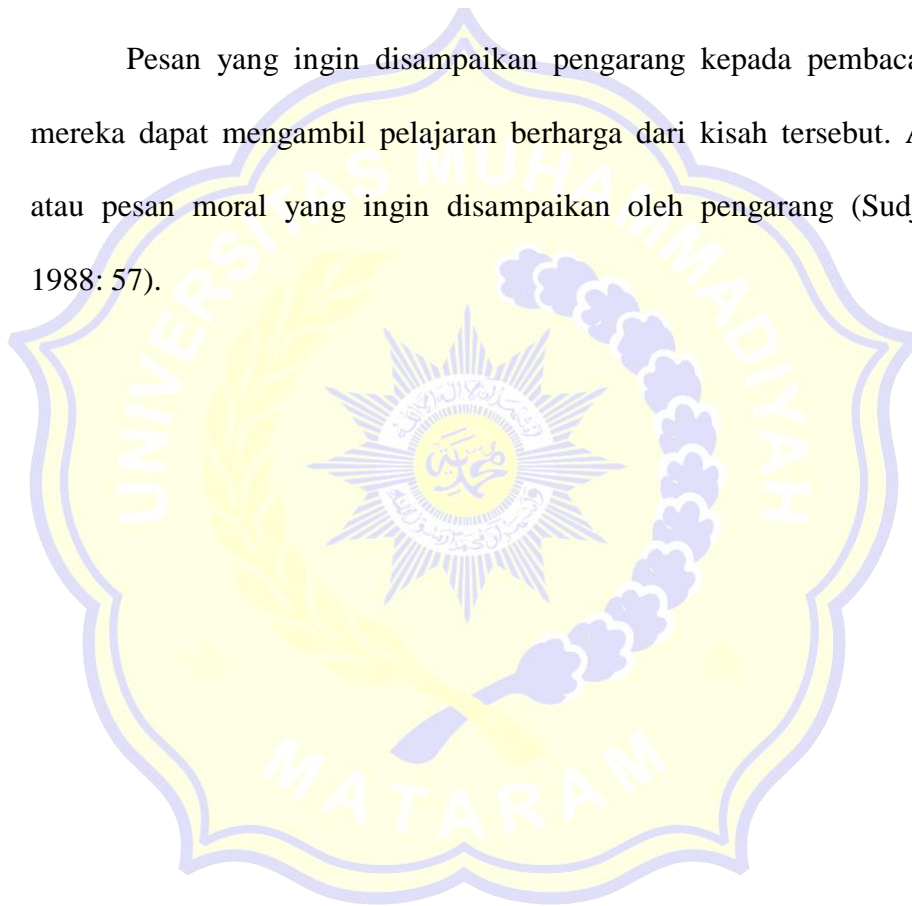 Pesan yang ingin disampaikan pengarang kepada pembaca
mereka dapat mengambil pelajaran berharga dari kisah tersebut. A
atau pesan moral yang ingin disampaikan oleh pengarang (Sudj
1988: 57).
UNIVERSITAS MUHAMMADIYAH
MATARAM